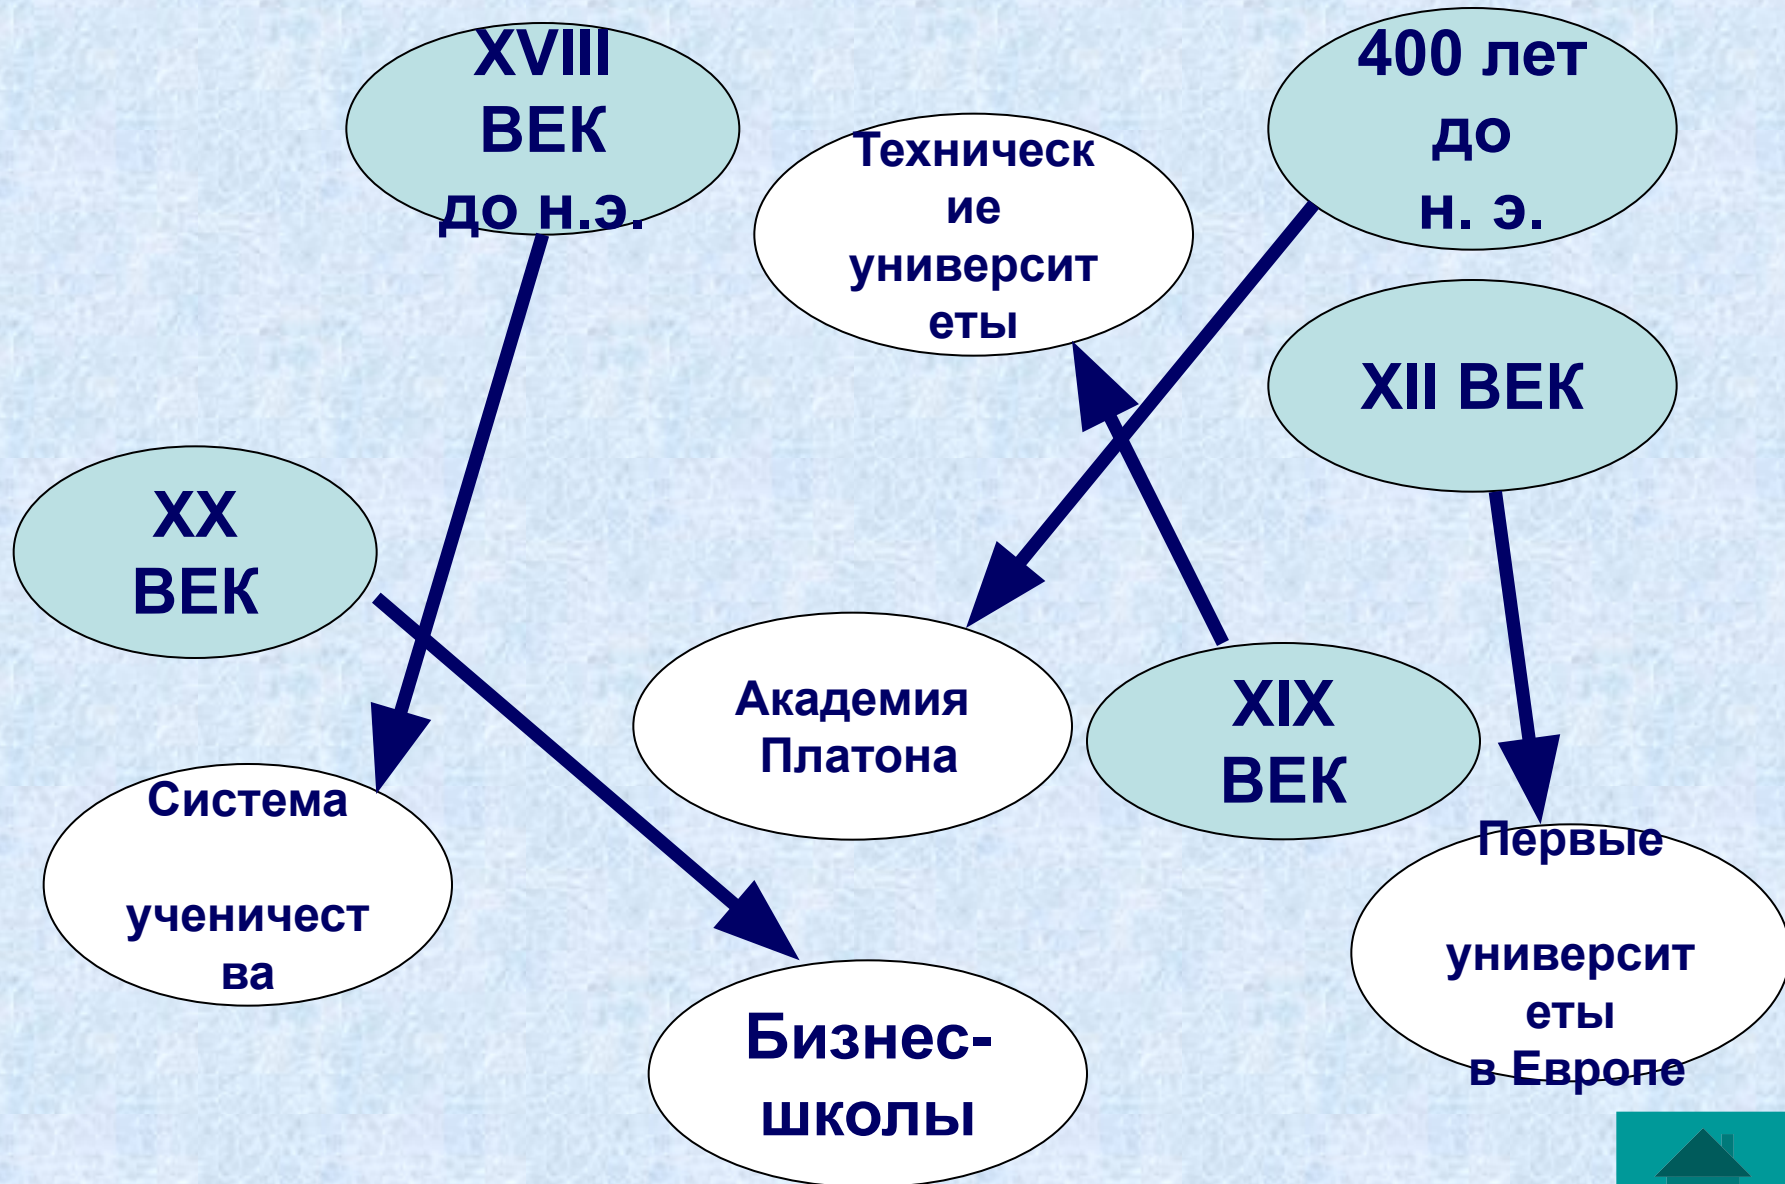 XVIII
ВЕК
до н.э.
400 лет
до
н. э.
Техническ
ие
университ
еты
XII ВЕК
XX
ВЕК
Академия
Платона
XIX
ВЕК
Система
ученичест
ва
Первые
университ
еты
в Европе
Бизнес-
школы